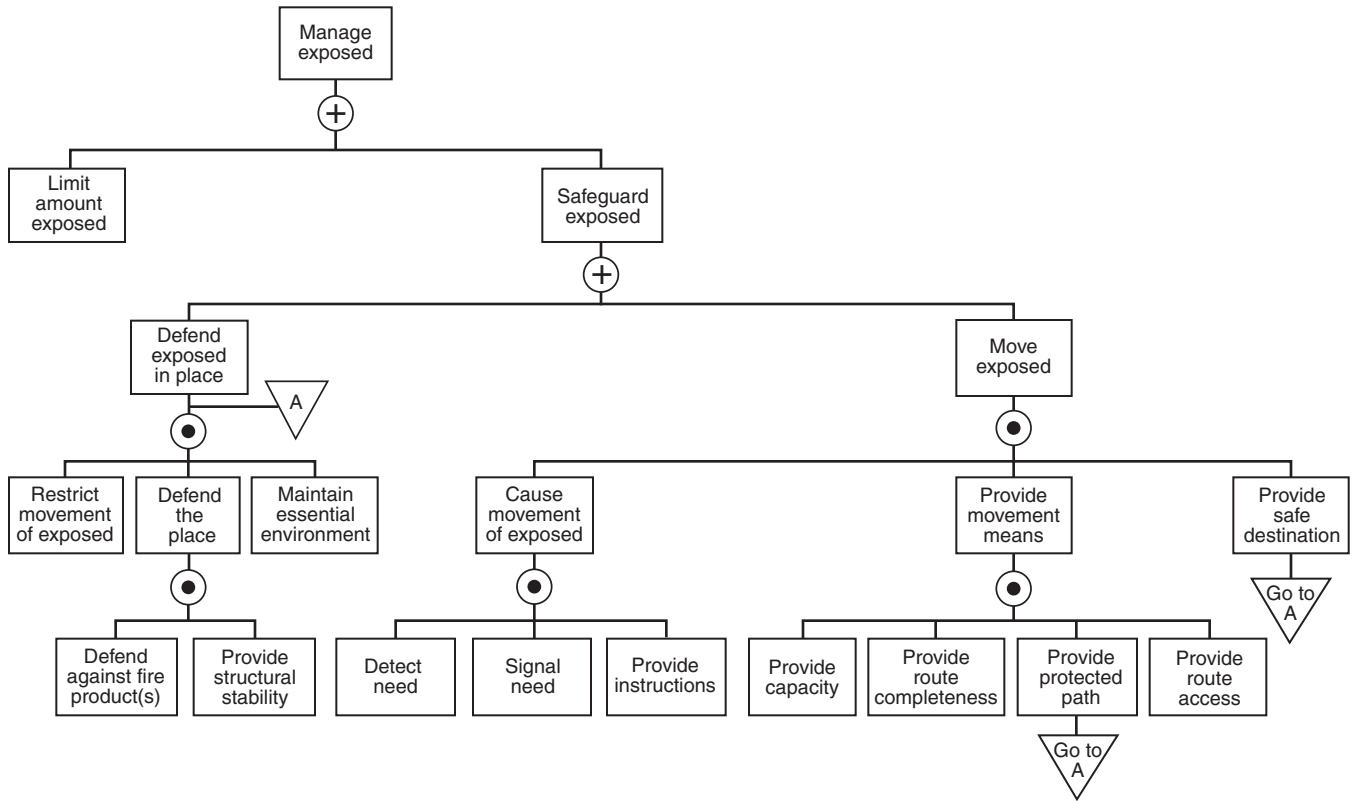 Manage
exposed
+
Limit
amount
exposed
Safeguard
exposed
+
Defend
exposed
in place
A
Move
exposed
Restrict
movement
of exposed
Defend
the
place
Maintain
essential
environment
Cause
movement
of exposed
Provide
movement
means
Provide
safe
destination
Go to
A
Defend
against fire
product(s)
Provide
structural
stability
Detect
need
Signal
need
Provide
instructions
Provide
capacity
Provide
route
completeness
Provide
protected
path
Provide
route
access
Go to
A